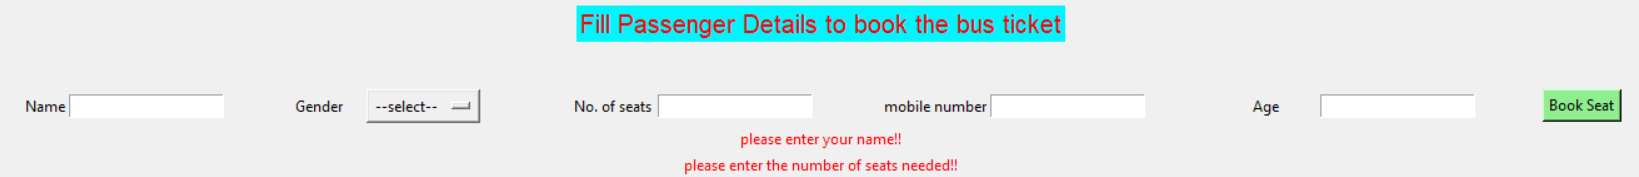 Fill Passenger Details to book the bus ticket
Name Gender --select-- No. of seats mobile number Age Book Seat
please enter your name!!
please enter the number of seats needed!!